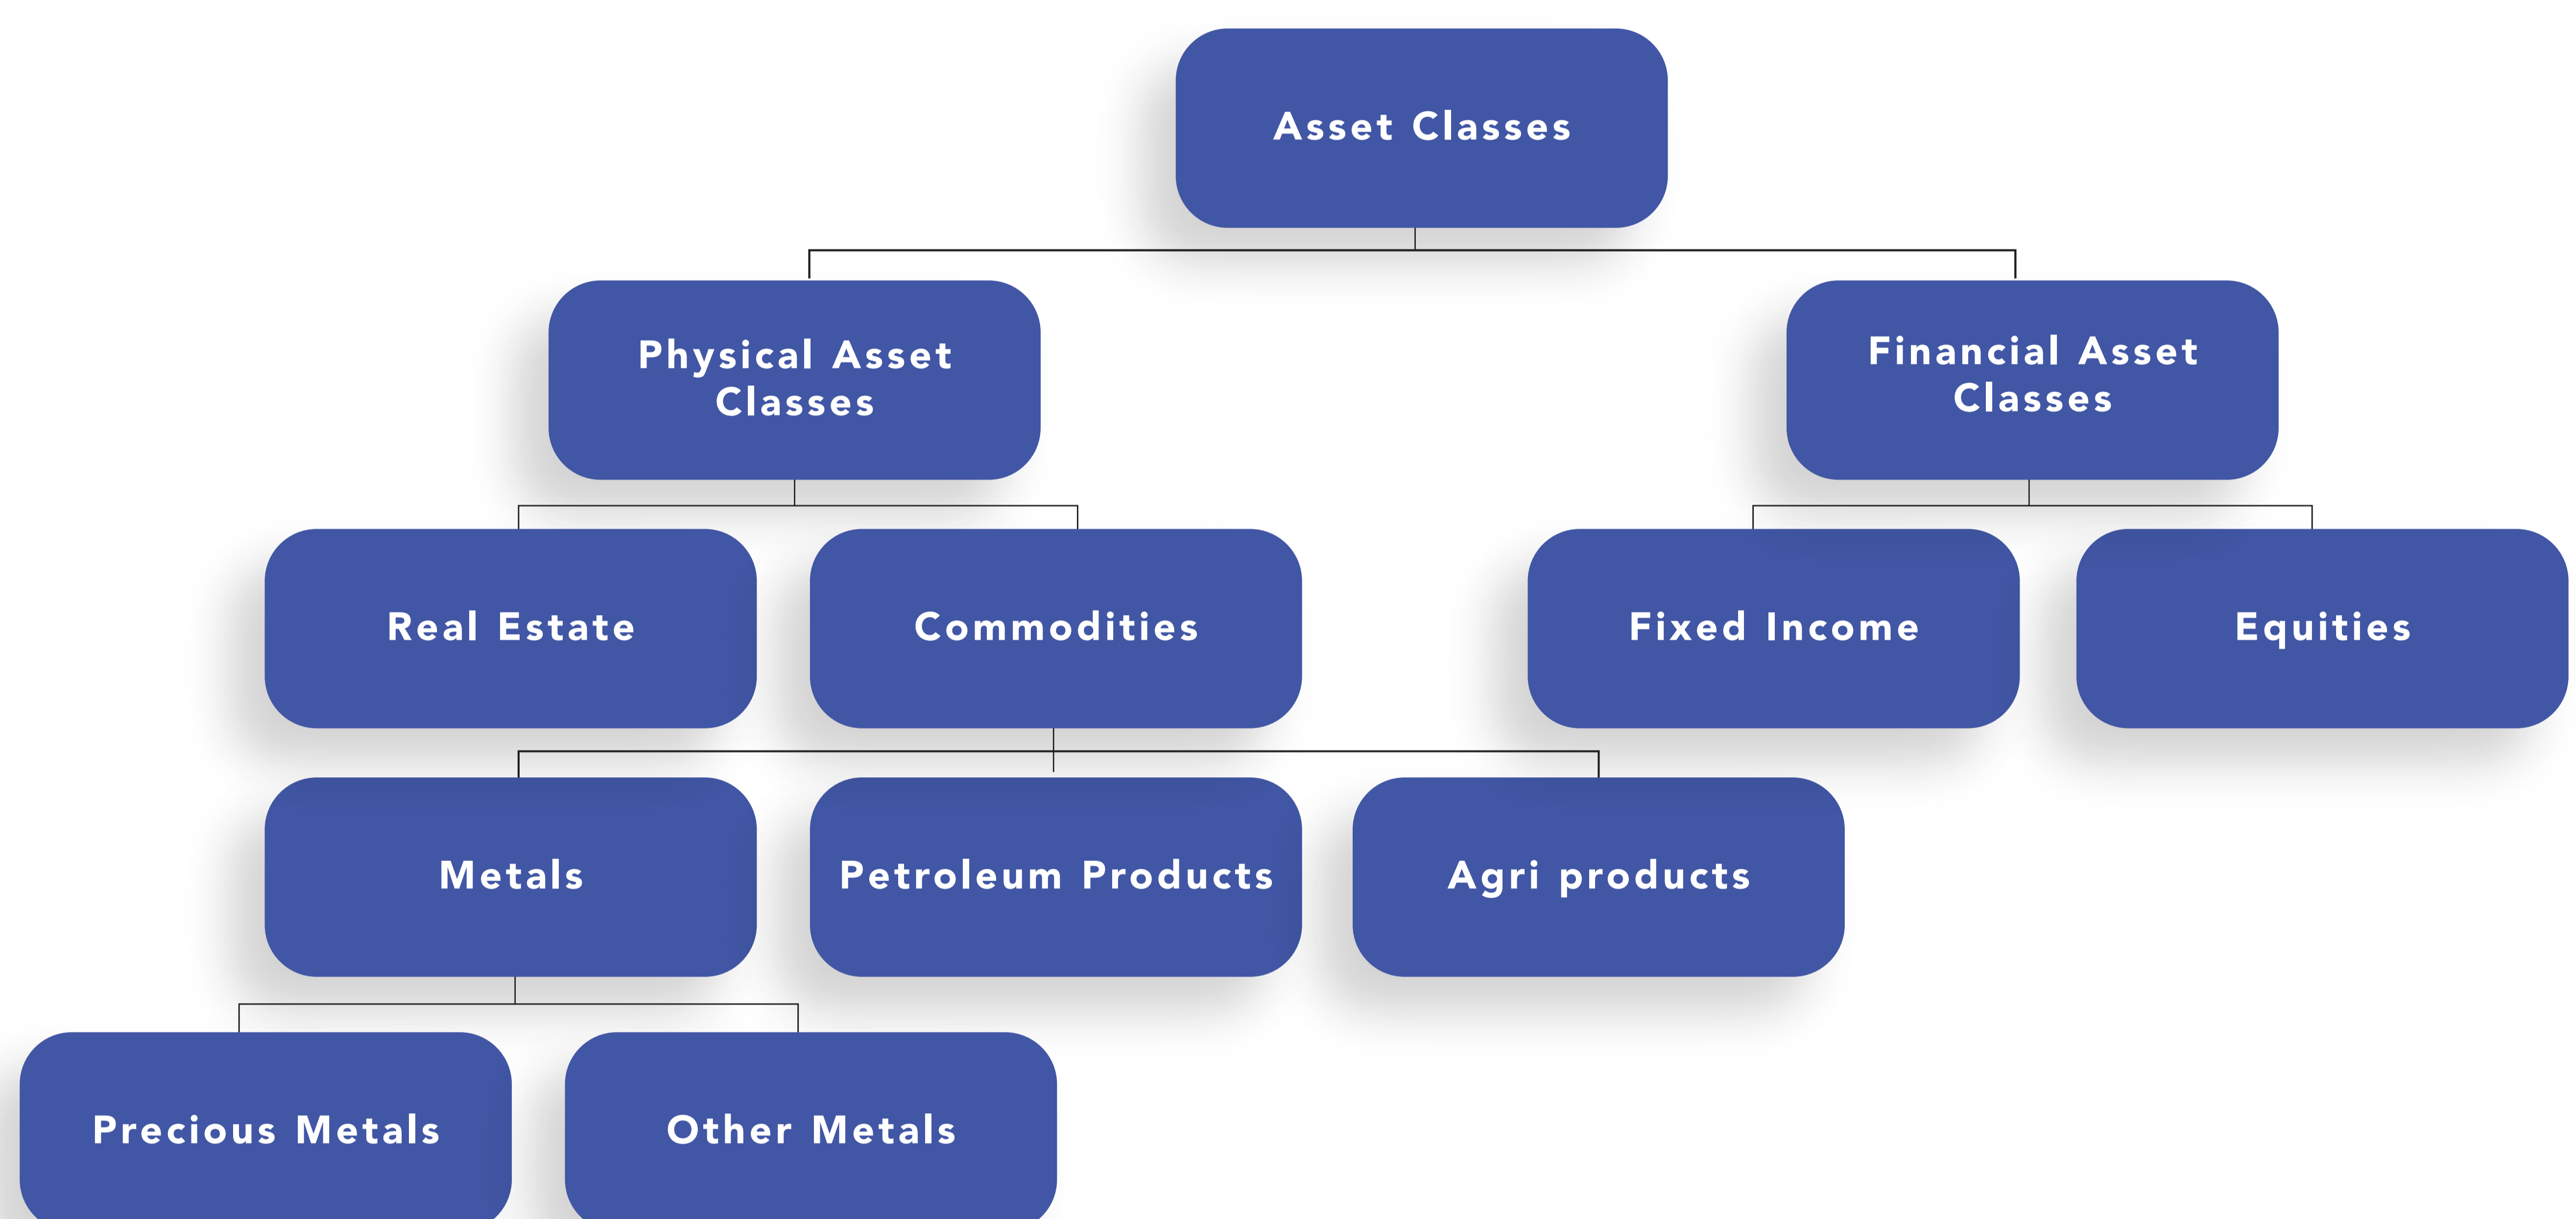 Asset Classes
Physical Asset
Classes
Financial Asset
Classes
Real Estate
Commodities
Fixed Income
Equities
Metals
Petroleum Products
Agri products
Precious Metals
Other Metals